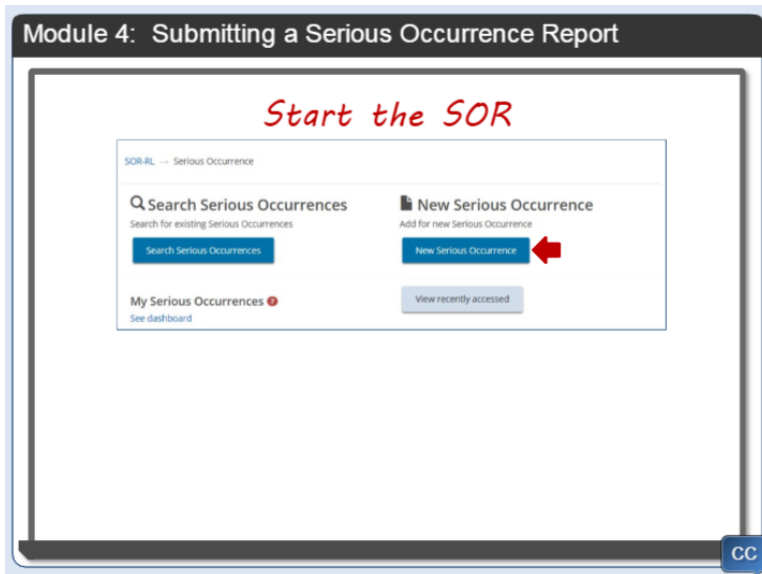 Module 4: Submitting a Serious Occurrence Report
Start the SOR
SOR-RL → Serious Occurrence
Search Serious Occurrences
Search for existing Serious Occurrences
Search Serious Occurrences
New Serious Occurrence
Add for new Serious Occurrence
New Serious Occurrence
My Serious Occurrences 7
See dashboard
View recently accessed
CC